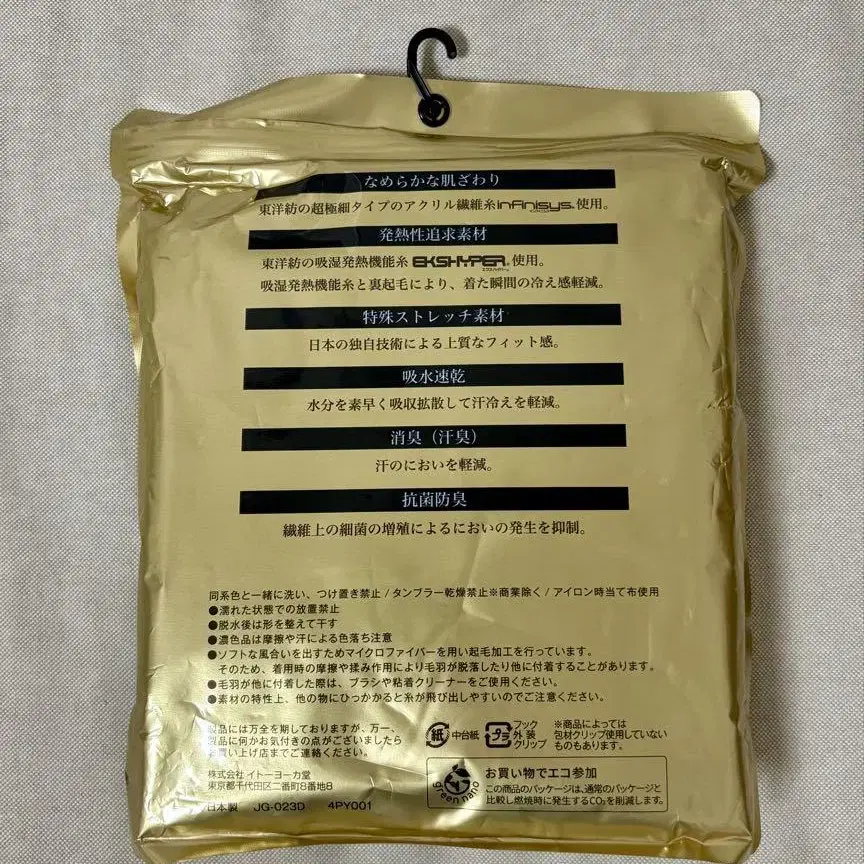 なめらかな肌ざわり
東洋紡の超極細タイプのアクリル繊維糸infinisys®使用。
発熱性追求素材
東洋紡の吸湿発熱機能糸 EKSHYPER®使用。
吸湿発熱機能糸と裏起毛により、着た瞬間の冷え感軽減。
特殊ストレッチ素材
日本の独自技術による上質なフィット感。
吸水速乾
水分を素早く吸収拡散して汗冷えを軽減。
消臭（汗臭）
汗のにおいを軽減。
抗菌防臭
繊維上の細菌の増殖によるにおいの発生を抑制。
同系色と一緒に洗い、つけ置き禁止 / タンブラー乾燥禁止※商業除く / アイロン時当て布使用
●濡れた状態での放置禁止
●脱水後は形を整えて干す
●濃色品は摩擦や汗による色落ち注意
●ソフトな風合いを出すためマイクロファイバーを用い起毛加工を行っています。
そのため、着用時の摩擦や揉み作用により毛羽が脱落したり他に付着することがあります。
●毛羽が他に付着した際は、ブラシや粘着クリーナーをご使用ください。
●素材の特性上、他の物にひっかかると糸が飛び出しやすいのでご注意ください。
製品には万全を期しておりますが、万一、
製品に何かお気付きの点がございましたら
お買い上げ店までご連絡ください。
紙 中台紙
プラ フック
外装
クリップ
※商品によっては
包材クリップ使用していない
ものもあります。
株式会社 イトーヨーカ堂
東京都千代田区二番町8番地8
日本製 JG-023D 4PY001
green nano
お買い物でエコ参加
この商品のパッケージは、通常のパッケージと
比較し燃焼時に発生するCO₂を削減します。